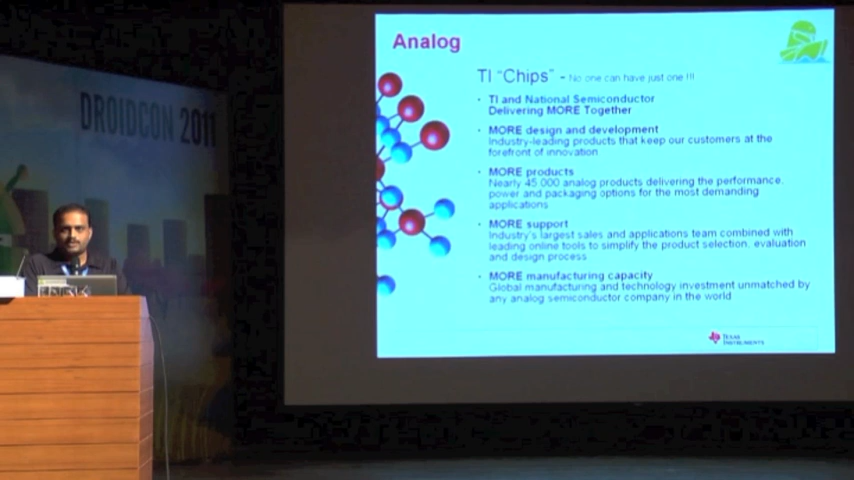 DROIDCON 2011
Analog
TI "Chips" - No one can have just one !!!
• TI and National Semiconductor
Delivering MORE Together
• MORE design and development
Industry-leading products that keep our customers at the
forefront of innovation
• MORE products
Nearly 45,000 analog products delivering the performance,
power and packaging options for the most demanding
applications
• MORE support
Industry's largest sales and applications team combined with
leading online tools to simplify the product selection, evaluation
and design process
• MORE manufacturing capacity
Global manufacturing and technology investment unmatched by
any analog semiconductor company in the world
TEXAS
INSTRUMENTS